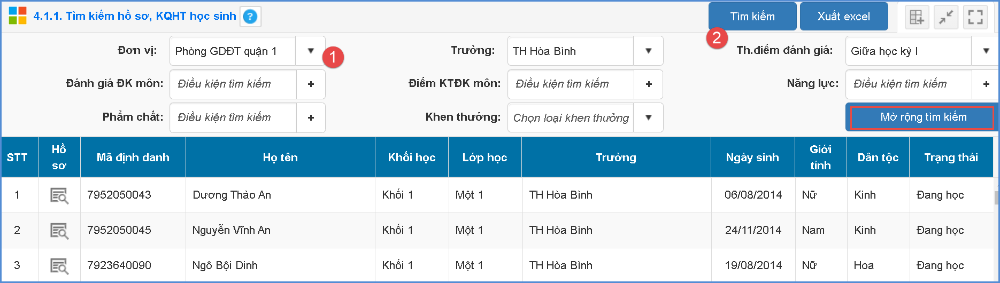 4.1.1. Tìm kiếm hồ sơ, KQHT học sinh ? Tìm kiếm Xuất excel
2
Đơn vị: Phòng GDĐT quận 1 Trường: TH Hòa Bình Th.điểm đánh giá: Giữa học kỳ I
1
Đánh giá ĐK môn: Điều kiện tìm kiếm + Điểm KTĐK môn: Điều kiện tìm kiếm + Năng lực: Điều kiện tìm kiếm +
Phẩm chất: Điều kiện tìm kiếm + Khen thưởng: Chọn loại khen thưởng Mở rộng tìm kiếm
STT Hồ sơ Mã định danh Họ tên Khối học Lớp học Trường Ngày sinh Giới tính Dân tộc Trạng thái
1 7952050043 Dương Thảo An Khối 1 Một 1 TH Hòa Bình 06/08/2014 Nữ Kinh Đang học
2 7952050045 Nguyễn Vĩnh An Khối 1 Một 1 TH Hòa Bình 24/11/2014 Nam Kinh Đang học
3 7923640090 Ngô Bội Dinh Khối 1 Một 1 TH Hòa Bình 19/08/2014 Nữ Hoa Đang học